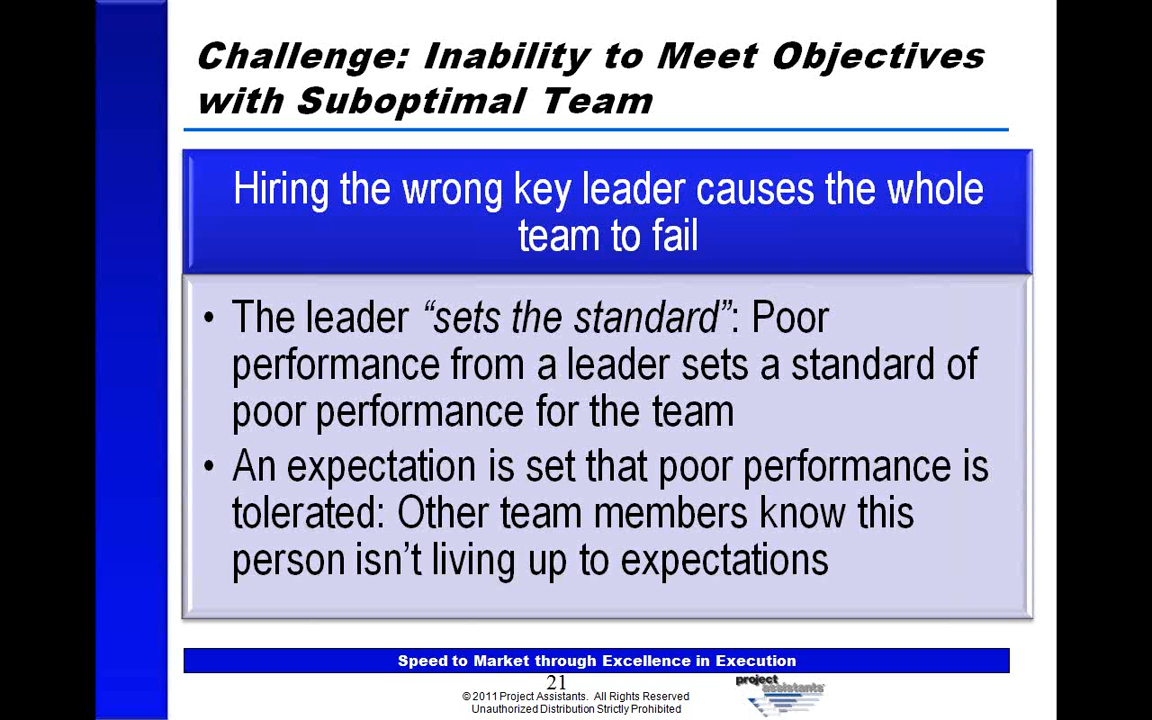 Challenge: Inability to Meet Objectives
with Suboptimal Team
Hiring the wrong key leader causes the whole
team to fail
• The leader “sets the standard”: Poor
performance from a leader sets a standard of
poor performance for the team
• An expectation is set that poor performance is
tolerated: Other team members know this
person isn’t living up to expectations
Speed to Market through Excellence in Execution
21
©2011 Project Assistants. All Rights Reserved
Unauthorized Distribution Strictly Prohibited
project
assistants